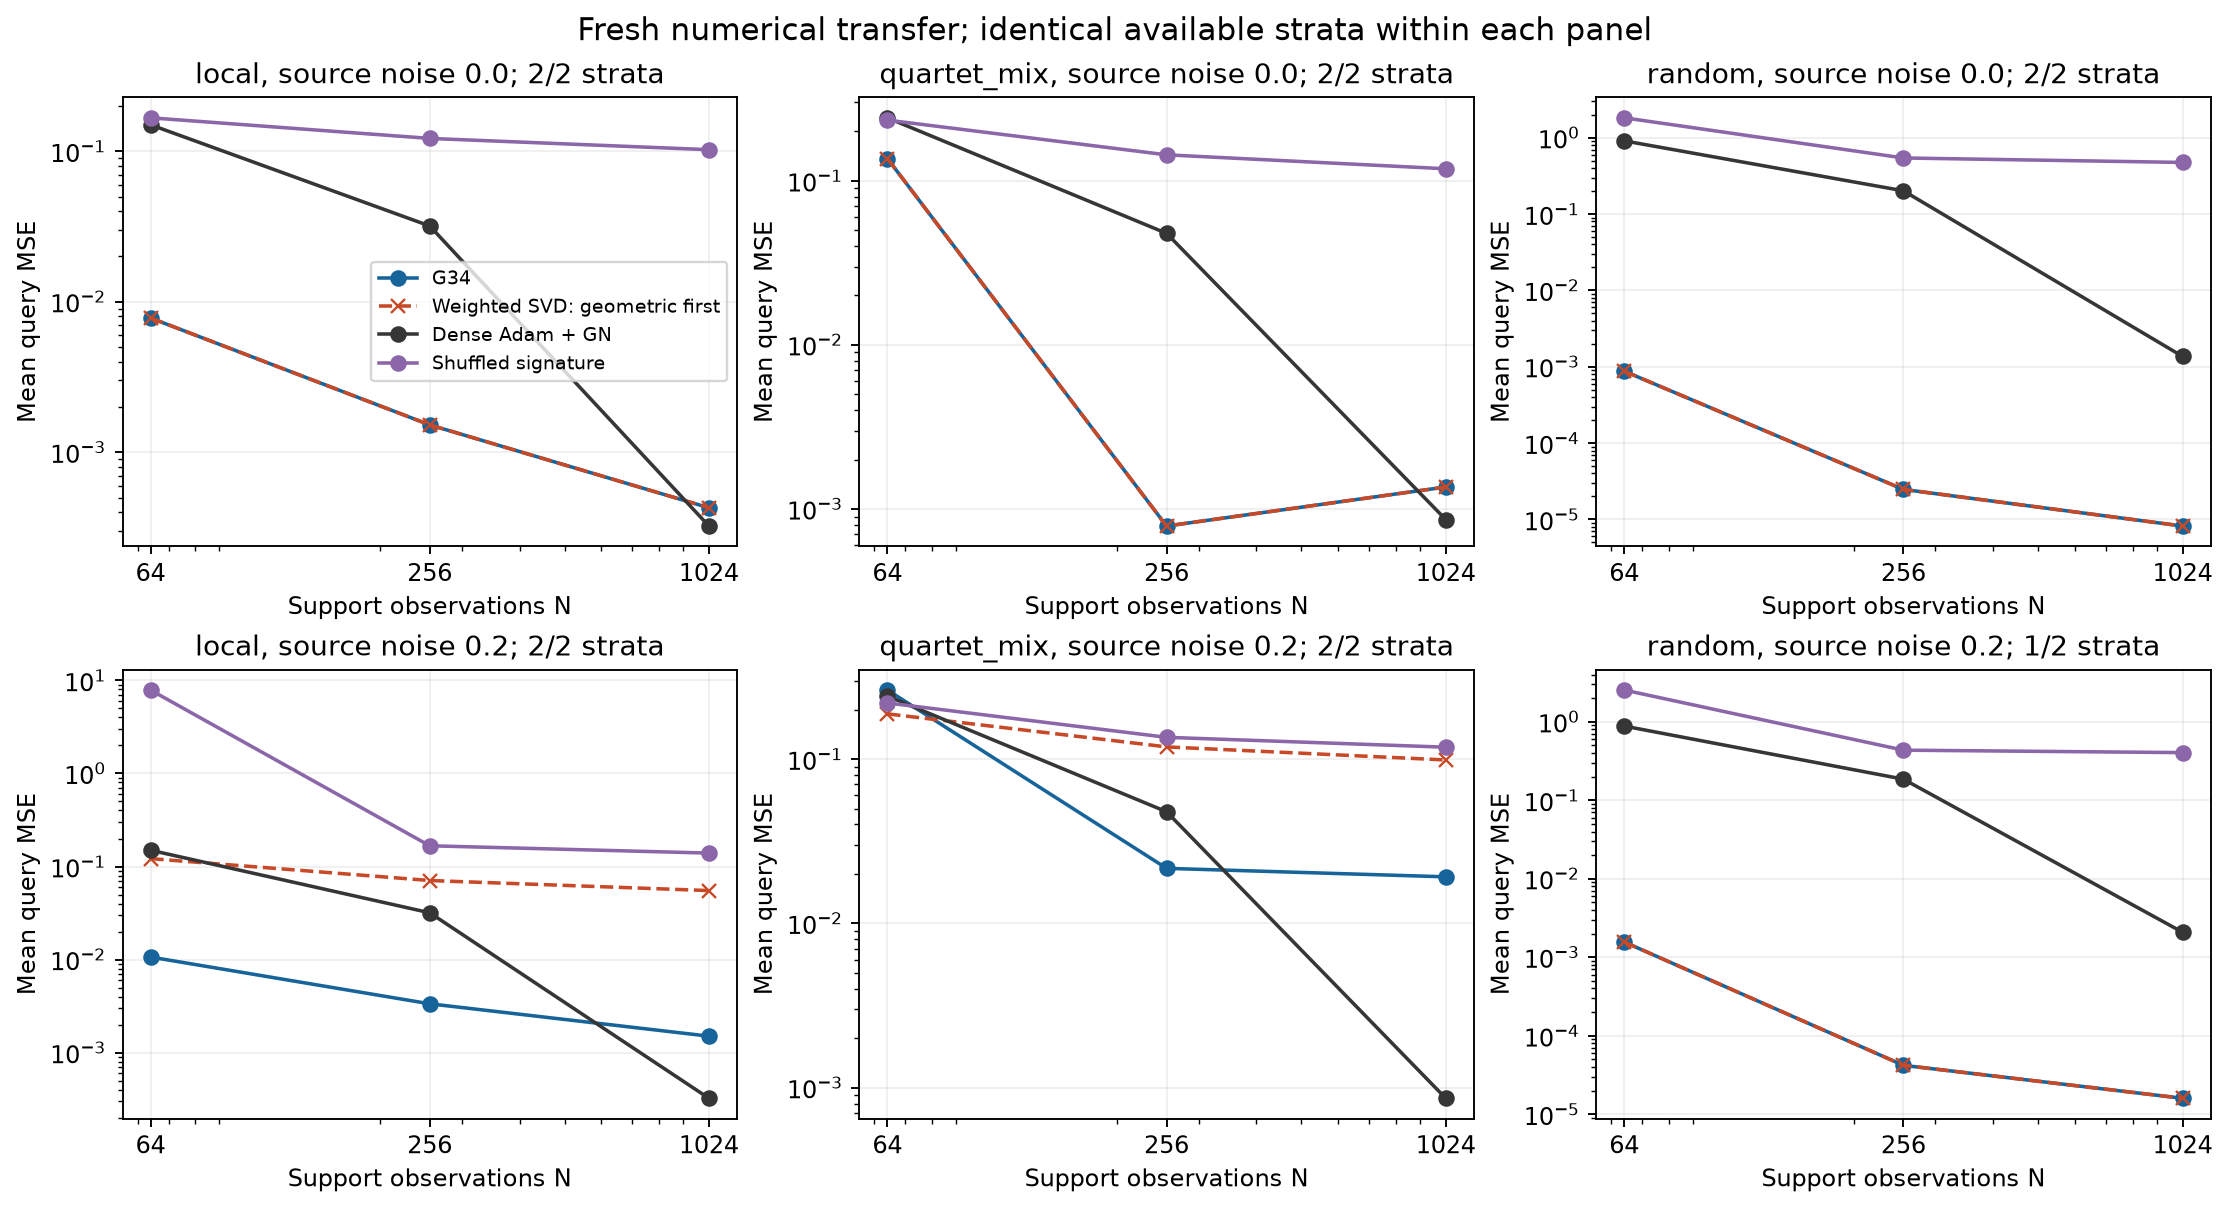 Fresh numerical transfer; identical available strata within each panel
local, source noise 0.0; 2/2 strata
Mean query MSE
10⁻¹
10⁻²
10⁻³
G34
Weighted SVD: geometric first
Dense Adam + GN
Shuffled signature
64 256 1024
Support observations N
quartet_mix, source noise 0.0; 2/2 strata
Mean query MSE
10⁻¹
10⁻²
10⁻³
64 256 1024
Support observations N
random, source noise 0.0; 2/2 strata
Mean query MSE
10⁰
10⁻¹
10⁻²
10⁻³
10⁻⁴
10⁻⁵
64 256 1024
Support observations N
local, source noise 0.2; 2/2 strata
Mean query MSE
10¹
10⁰
10⁻¹
10⁻²
10⁻³
64 256 1024
Support observations N
quartet_mix, source noise 0.2; 2/2 strata
Mean query MSE
10⁻¹
10⁻²
10⁻³
64 256 1024
Support observations N
random, source noise 0.2; 1/2 strata
Mean query MSE
10⁰
10⁻¹
10⁻²
10⁻³
10⁻⁴
10⁻⁵
64 256 1024
Support observations N